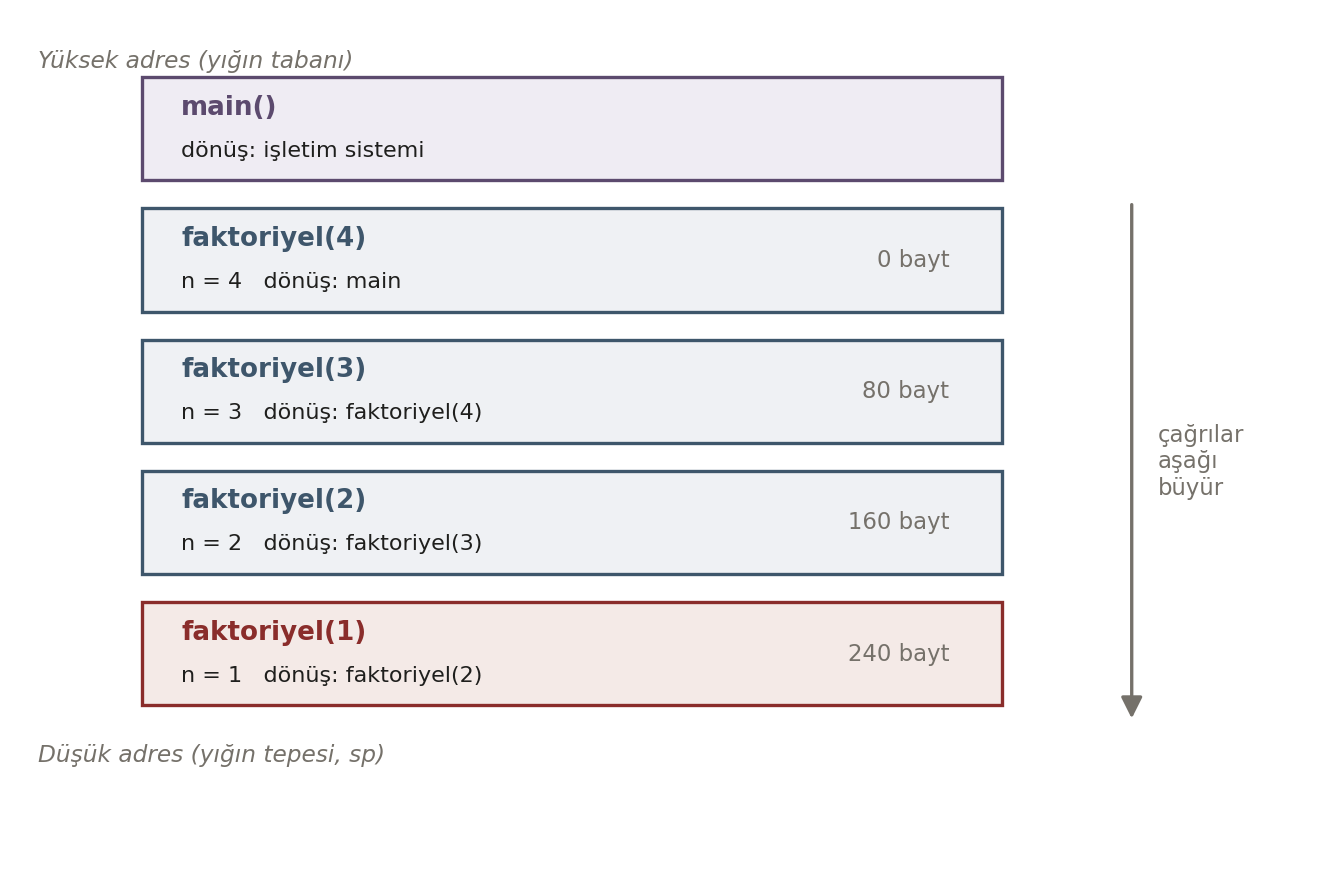 Yüksek adres (yığın tabanı)
main()
dönüş: işletim sistemi
faktoriyel(4)
n = 4   dönüş: main
0 bayt
faktoriyel(3)
n = 3   dönüş: faktoriyel(4)
80 bayt
faktoriyel(2)
n = 2   dönüş: faktoriyel(3)
160 bayt
faktoriyel(1)
n = 1   dönüş: faktoriyel(2)
240 bayt
çağrılar
aşağı
büyür
Düşük adres (yığın tepesi, sp)